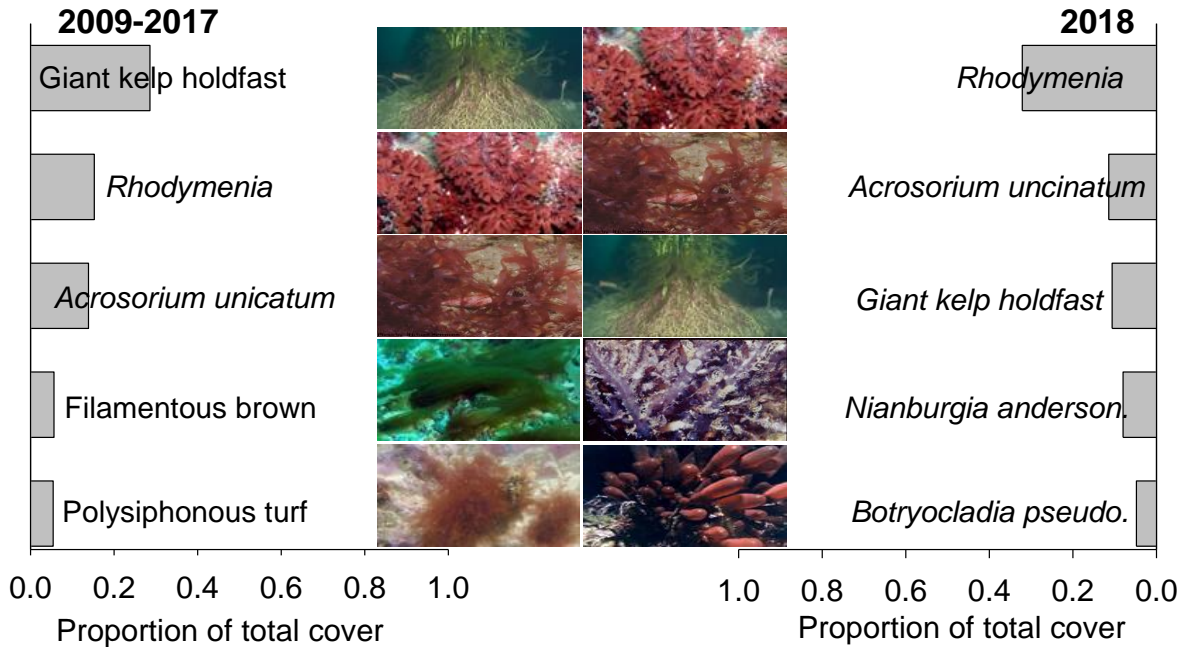 2009-2017
Giant kelp holdfast
Rhodymenia
Acrosorium unicatum
Filamentous brown
Polysiphonous turf
0.0 0.2 0.4 0.6 0.8 1.0
Proportion of total cover
2018
Rhodymenia
Acrosorium uncinatum
Giant kelp holdfast
Nianburgia anderson.
Botryocladia pseudo.
1.0 0.8 0.6 0.4 0.2 0.0
Proportion of total cover